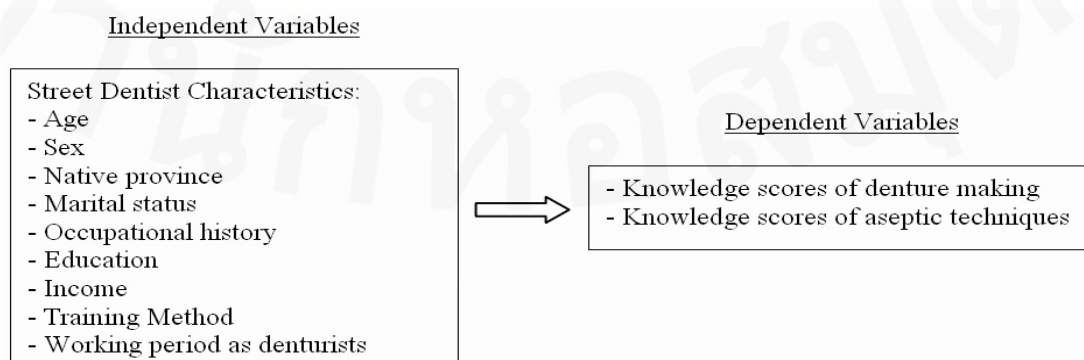 Independent Variables
Street Dentist Characteristics:
- Age
- Sex
- Native province
- Marital status
- Occupational history
- Education
- Income
- Training Method
- Working period as denturists
Dependent Variables
- Knowledge scores of denture making
- Knowledge scores of aseptic techniques